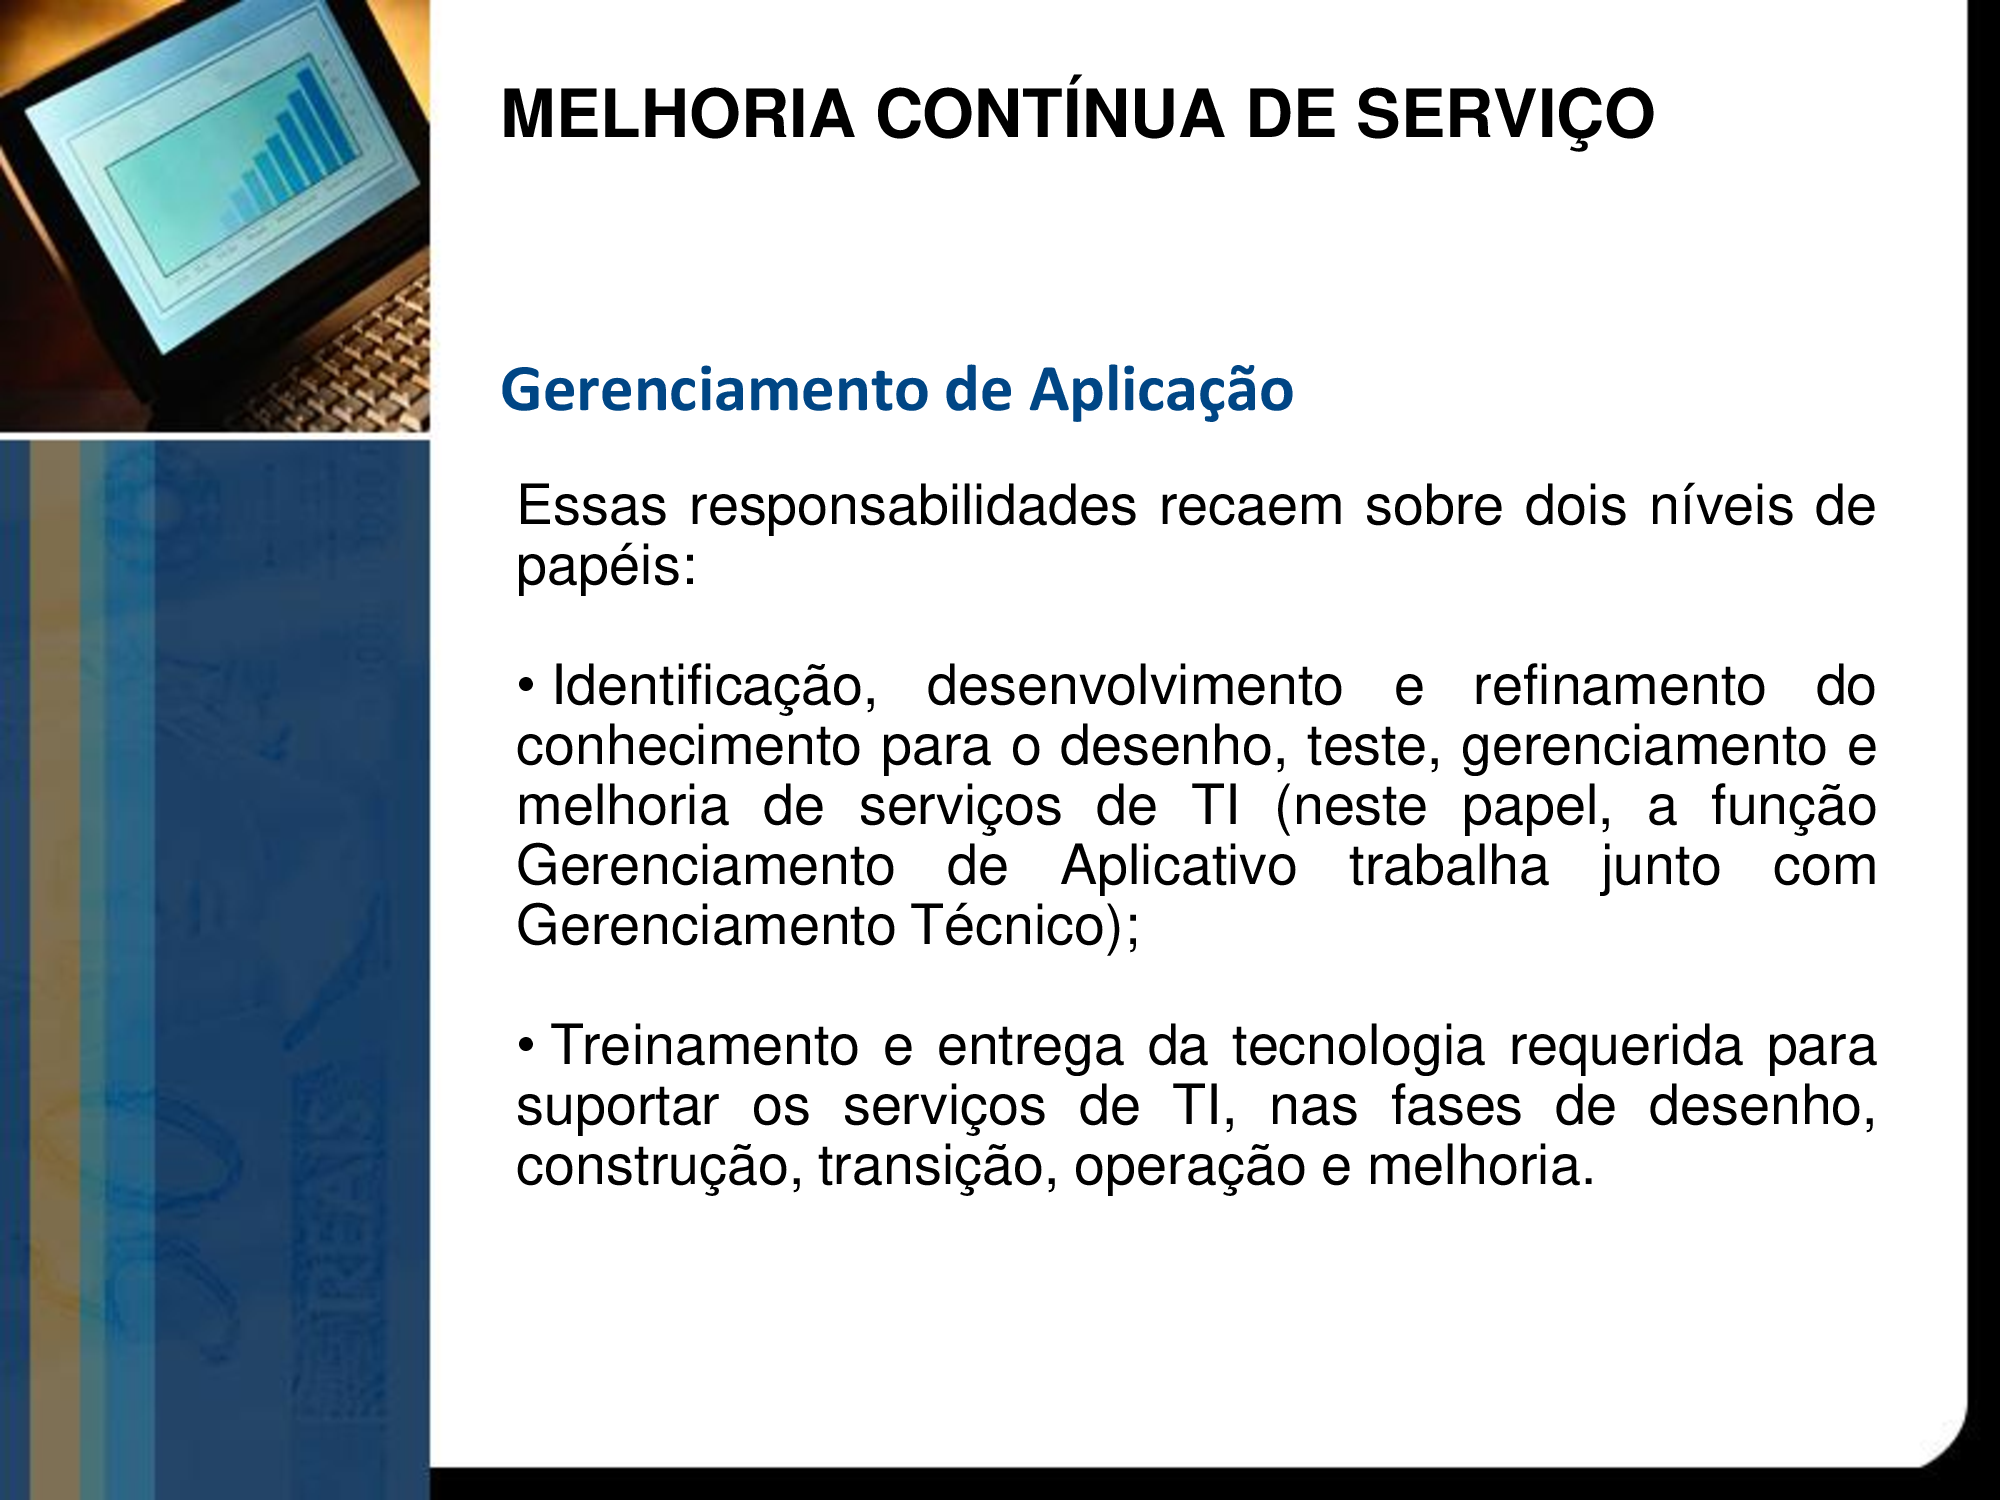 MELHORIA CONTÍNUA DE SERVIÇO
Gerenciamento de Aplicação
Essas responsabilidades recaem sobre dois níveis de
papéis:
• Identificação, desenvolvimento e refinamento do
conhecimento para o desenho, teste, gerenciamento e
melhoria de serviços de TI (neste papel, a função
Gerenciamento de Aplicativo trabalha junto com
Gerenciamento Técnico);
• Treinamento e entrega da tecnologia requerida para
suportar os serviços de TI, nas fases de desenho,
construção, transição, operação e melhoria.
REAIS